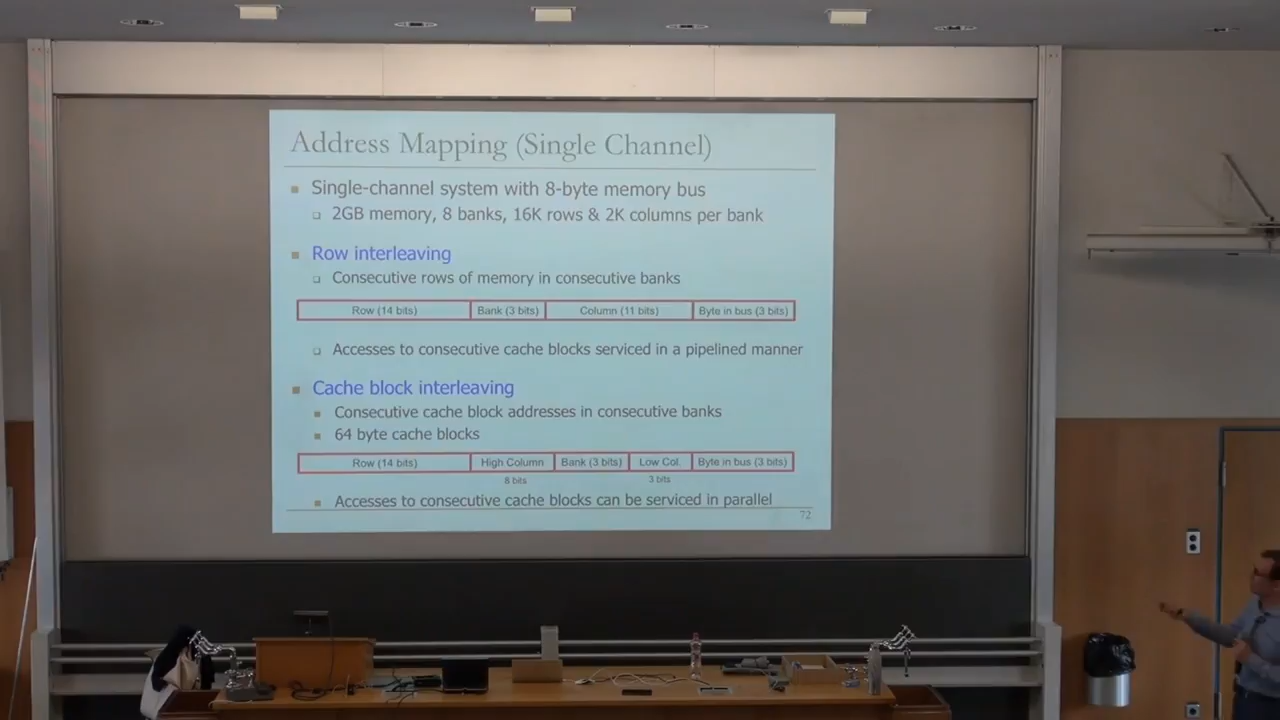 Address Mapping (Single Channel)
Single-channel system with 8-byte memory bus
2GB memory, 8 banks, 16K rows & 2K columns per bank
Row interleaving
Consecutive rows of memory in consecutive banks
Row (14 bits) Bank (3 bits) Column (11 bits) Byte in bus (3 bits)
Accesses to consecutive cache blocks serviced in a pipelined manner
Cache block interleaving
Consecutive cache block addresses in consecutive banks
64 byte cache blocks
Row (14 bits) High Column Bank (3 bits) Low Col. Byte in bus (3 bits)
8 bits 3 bits
Accesses to consecutive cache blocks can be serviced in parallel
72